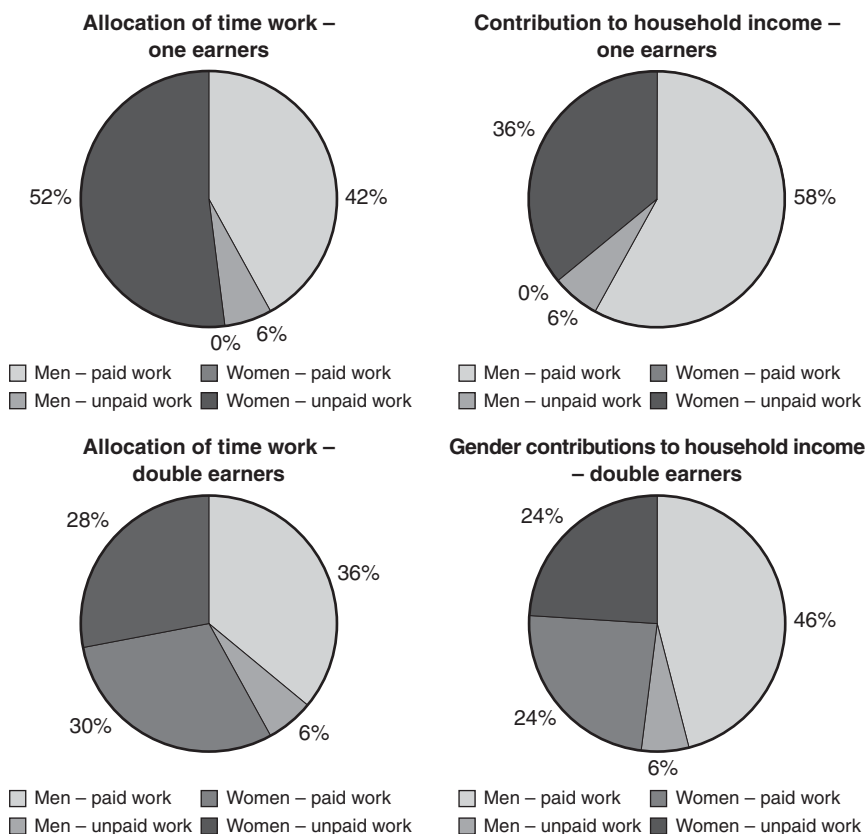 Allocation of time work –
one earners
52%
42%
0%
6%
Men – paid work
Women – paid work
Men – unpaid work
Women – unpaid work
Contribution to household income –
one earners
36%
58%
0%
6%
Men – paid work
Women – paid work
Men – unpaid work
Women – unpaid work
Allocation of time work –
double earners
28%
36%
30%
6%
Men – paid work
Women – paid work
Men – unpaid work
Women – unpaid work
Gender contributions to household income
– double earners
24%
46%
24%
6%
Men – paid work
Women – paid work
Men – unpaid work
Women – unpaid work